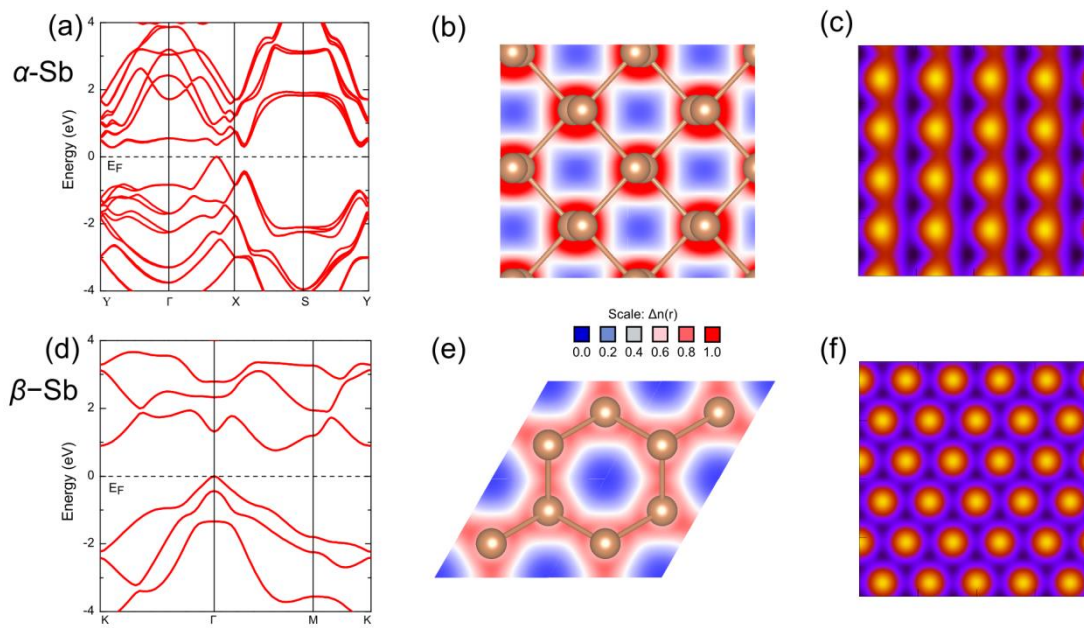 (a)
α-Sb
Energy (eV)
4
2
0
-2
-4
E_F
Y Γ X S Y
(b)
(c)
Scale: Δn(r)
0.0 0.2 0.4 0.6 0.8 1.0
(d)
β−Sb
Energy (eV)
4
2
0
-2
-4
E_F
K Γ M K
(e)
(f)